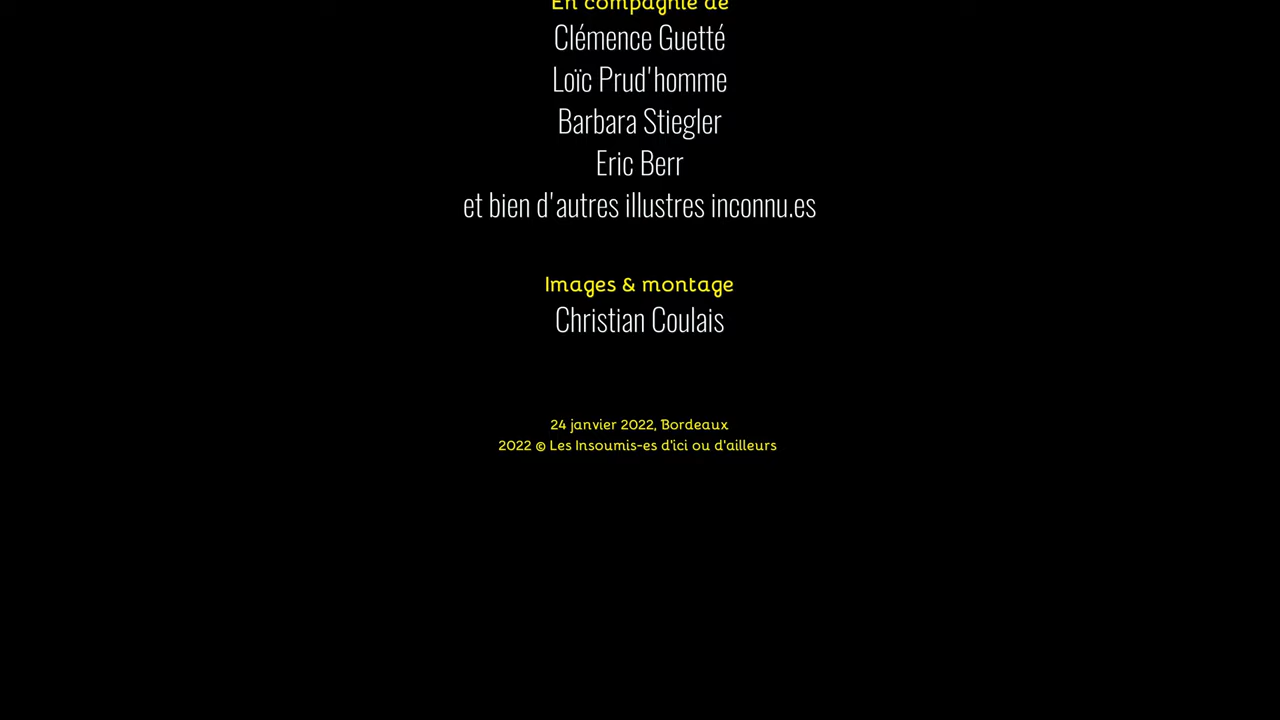 En compagnie de
Clémence Guetté
Loïc Prud'homme
Barbara Stiegler
Eric Berr
et bien d'autres illustres inconnu.es
Images & montage
Christian Coulais
24 janvier 2022, Bordeaux
2022 © Les Insoumis-es d'ici ou d'ailleurs